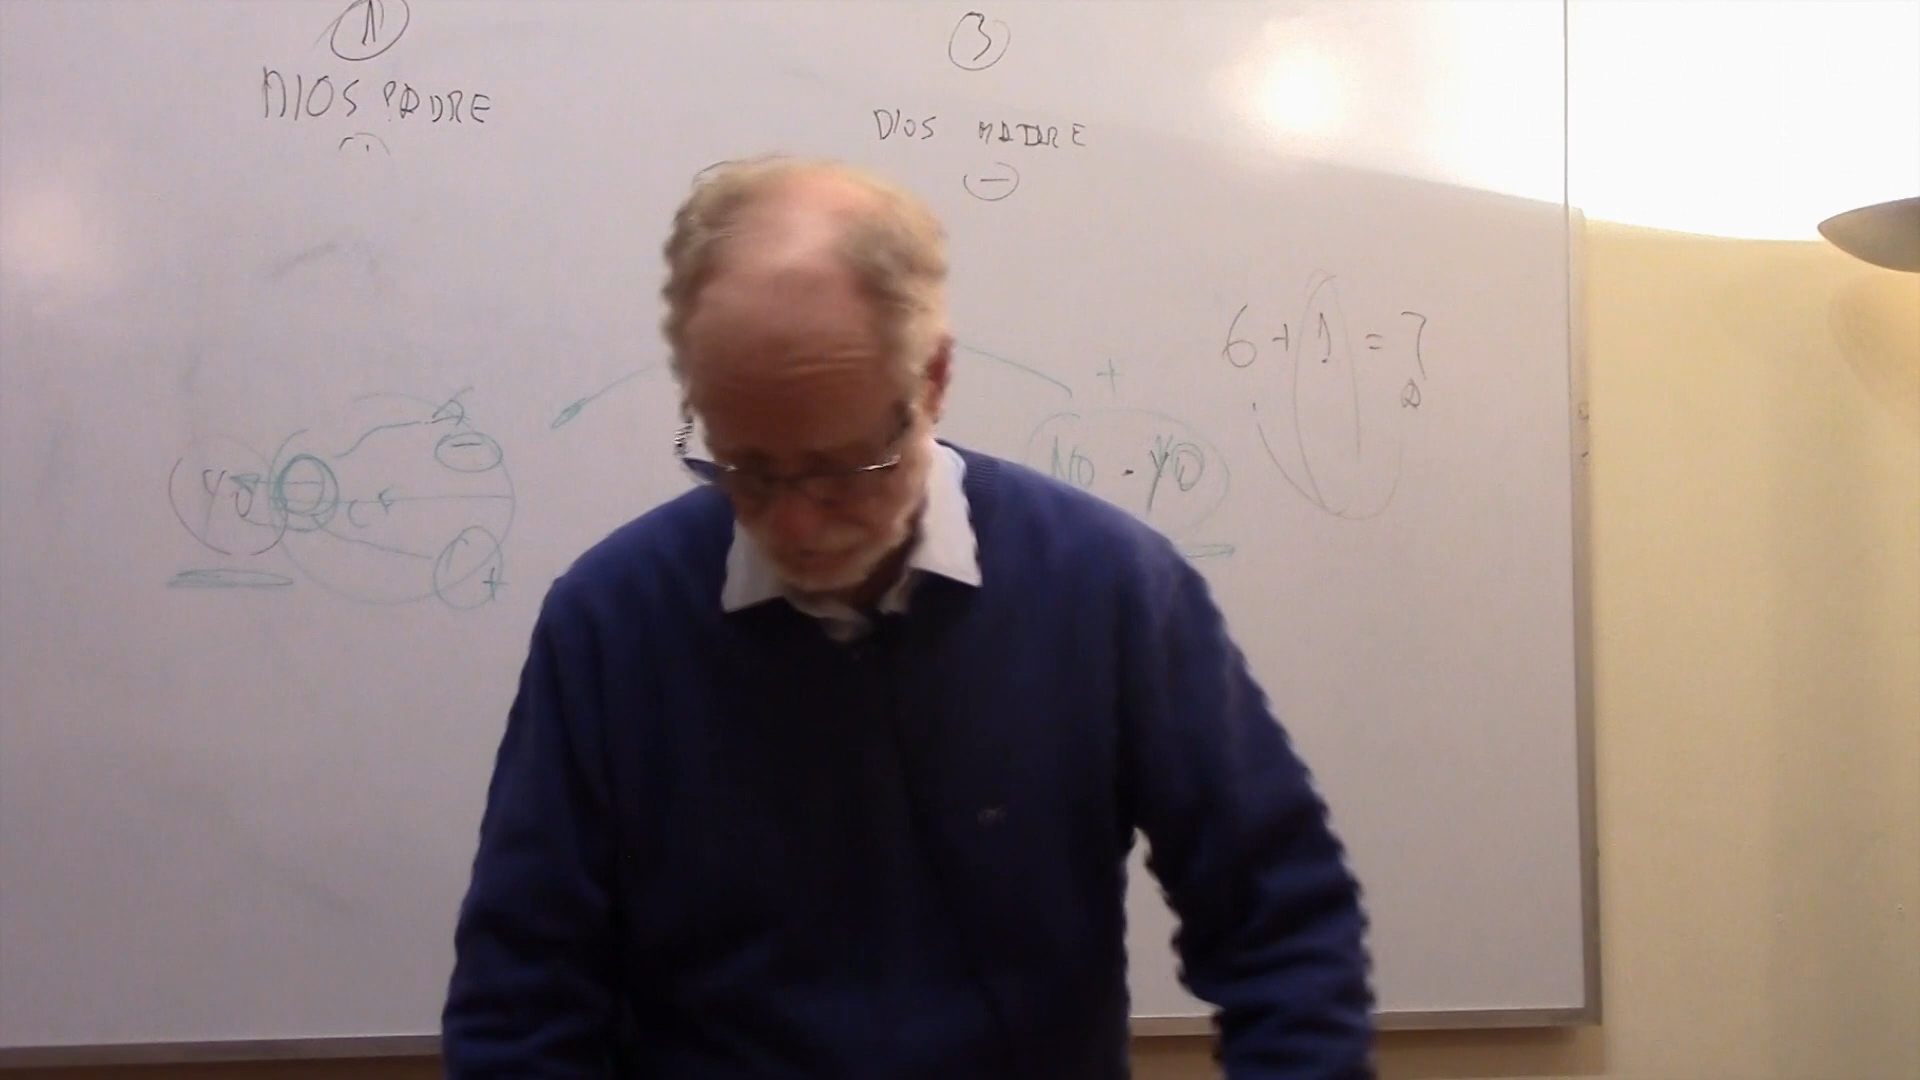 1
DIOS PADRE
3
DIOS MADRE
-
6 + 1 = 7
+
YO
-
+
NO - YO